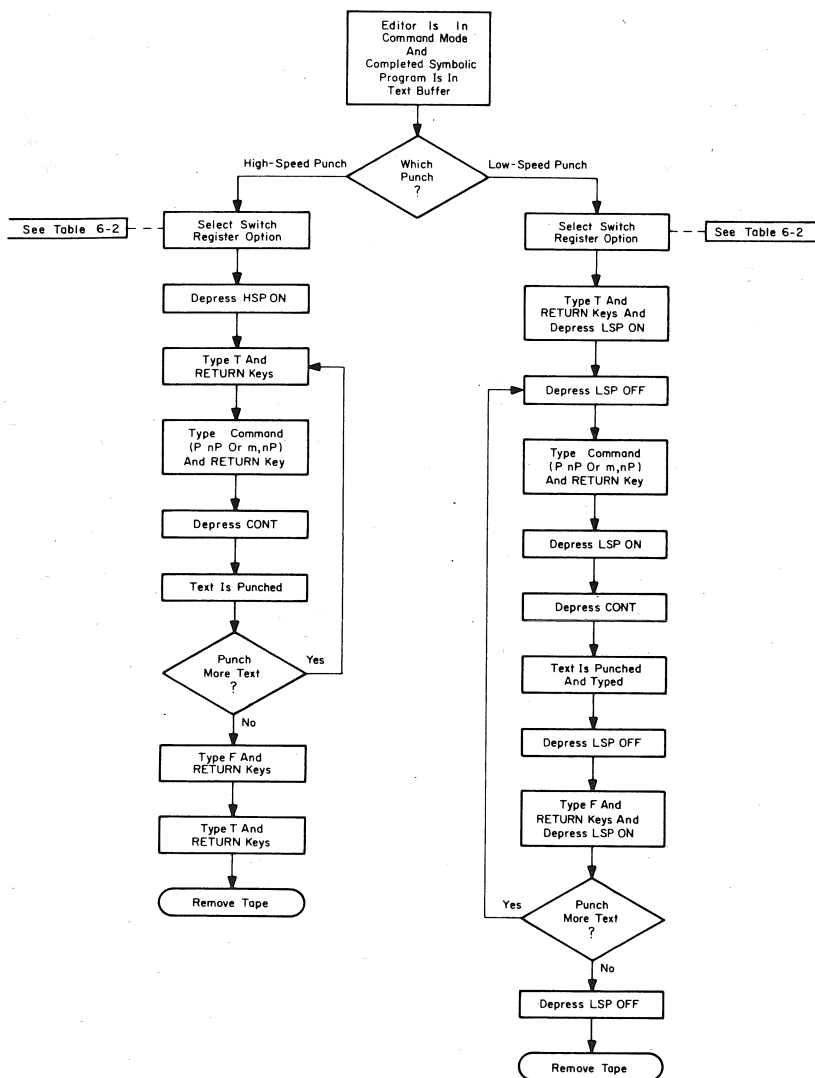 Editor Is In
Command Mode
And
Completed Symbolic
Program Is In
Text Buffer
High-Speed Punch
Which
Punch
?
Low-Speed Punch
See Table 6-2
Select Switch
Register Option
Depress HSP ON
Type T And
RETURN Keys
Type Command
(P nP Or m,nP)
And RETURN Key
Depress CONT
Text Is Punched
Punch
More Text
?
Yes
No
Type F And
RETURN Keys
Type T And
RETURN Keys
Remove Tape
Select Switch
Register Option
See Table 6-2
Type T And
RETURN Keys And
Depress LSP ON
Depress LSP OFF
Type Command
(P nP Or m,nP)
And RETURN Key
Depress LSP ON
Depress CONT
Text Is Punched
And Typed
Depress LSP OFF
Type F And
RETURN Keys And
Depress LSP ON
Yes
Punch
More Text
?
No
Depress LSP OFF
Remove Tape